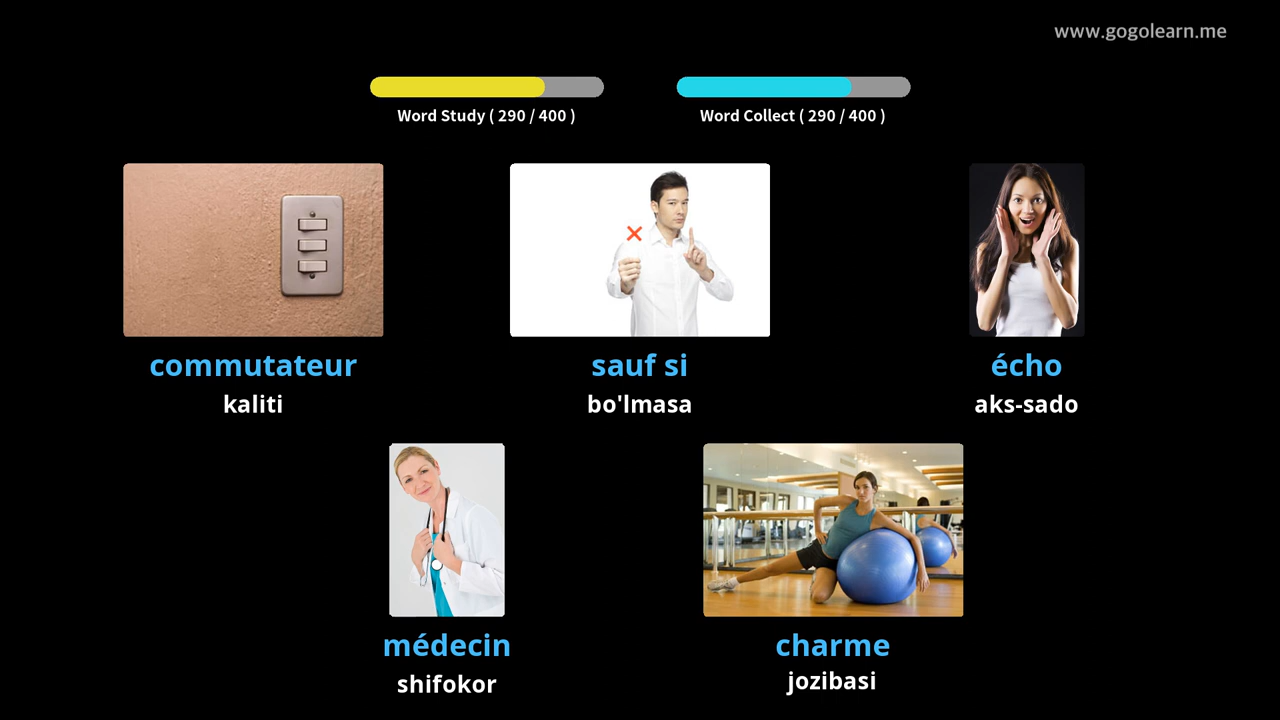 www.gogolearn.me
Word Study ( 290 / 400 )
Word Collect ( 290 / 400 )
commutateur
kaliti
sauf si
bo'lmasa
écho
aks-sado
médecin
shifokor
charme
jozibasi